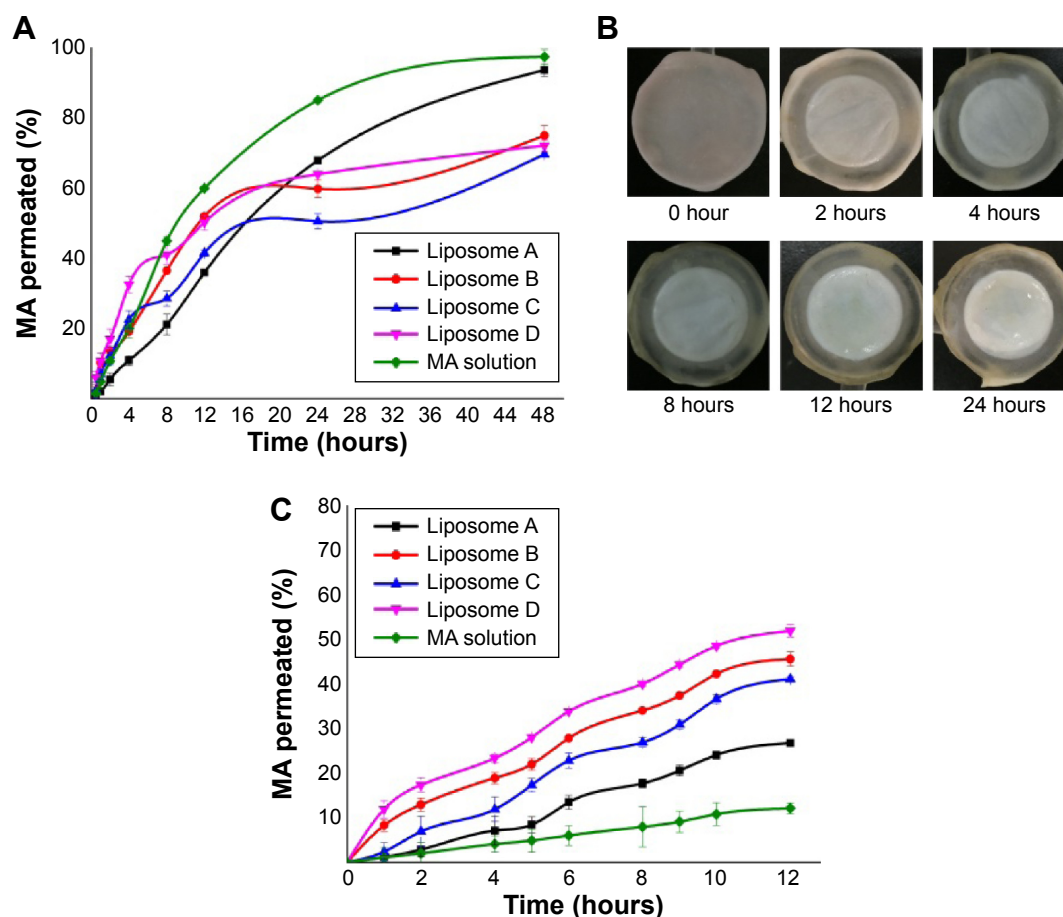 A
MA permeated (%)
100
80
60
40
20
0 4 8 12 16 20 24 28 32 36 40 44 48
Time (hours)
Liposome A
Liposome B
Liposome C
Liposome D
MA solution
B
0 hour 2 hours 4 hours
8 hours 12 hours 24 hours
C
MA permeated (%)
80
70
60
50
40
30
20
10
0 2 4 6 8 10 12
Time (hours)
Liposome A
Liposome B
Liposome C
Liposome D
MA solution